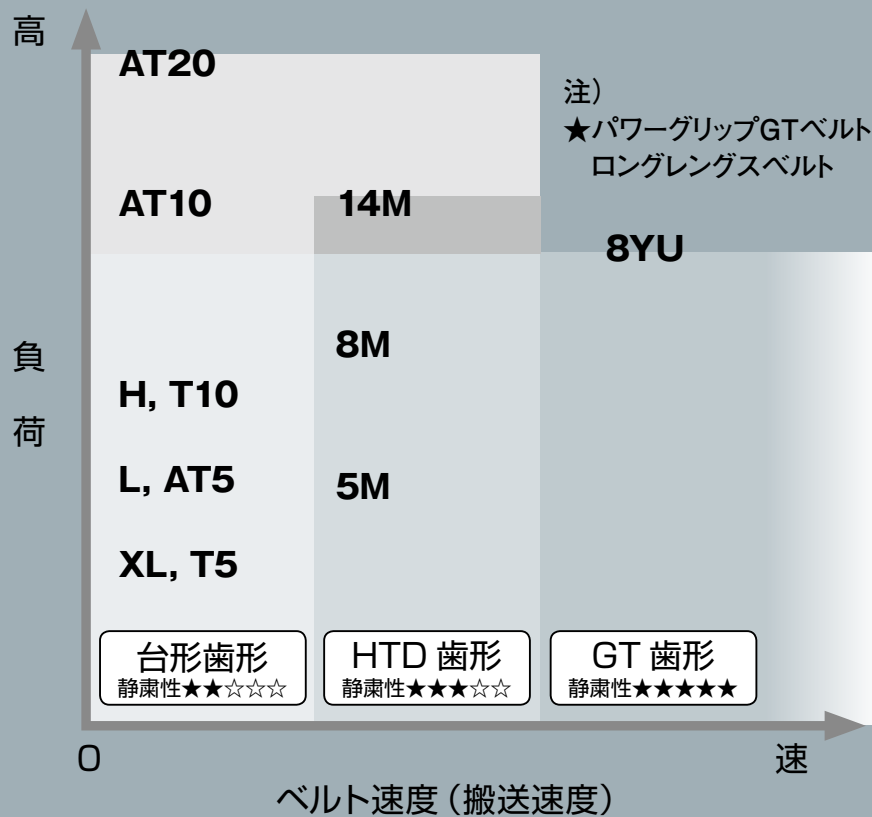 高
AT20
注）
★パワーグリップGTベルト
ロングレングスベルト
AT10
14M
8YU
負
荷
8M
H, T10
L, AT5
5M
XL, T5
台形歯形
静粛性★★☆☆☆
HTD 歯形
静粛性★★★☆☆
GT 歯形
静粛性★★★★★
0
速
ベルト速度（搬送速度）